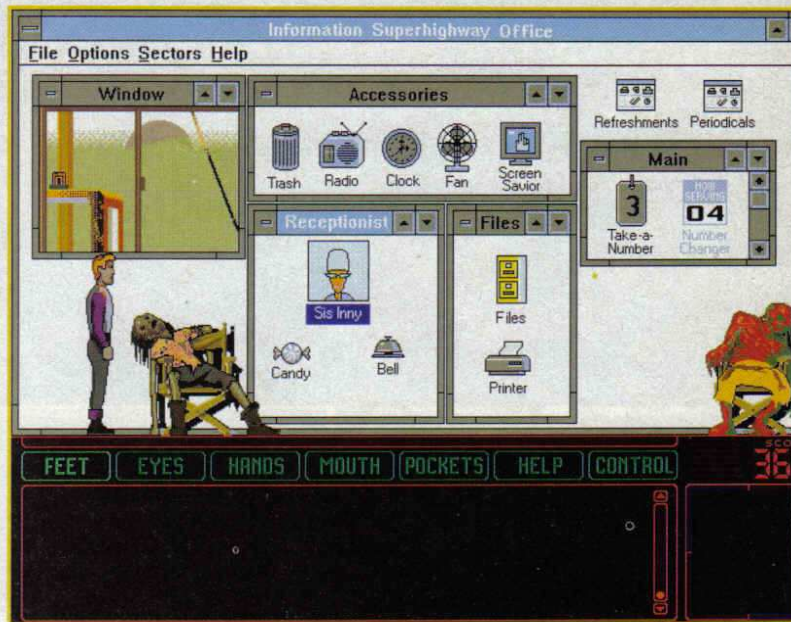 Information Superhighway Office
File Options Sectors Help
Window
Accessories
Trash Radio Clock Fan Screen Savior
Refreshments Periodicals
Main
3
Take-a-Number
NOW SERVING
04
Number Changer
Receptionist
Sis Inny
Candy Bell
Files
Files
Printer
FEET EYES HANDS MOUTH POCKETS HELP CONTROL
36